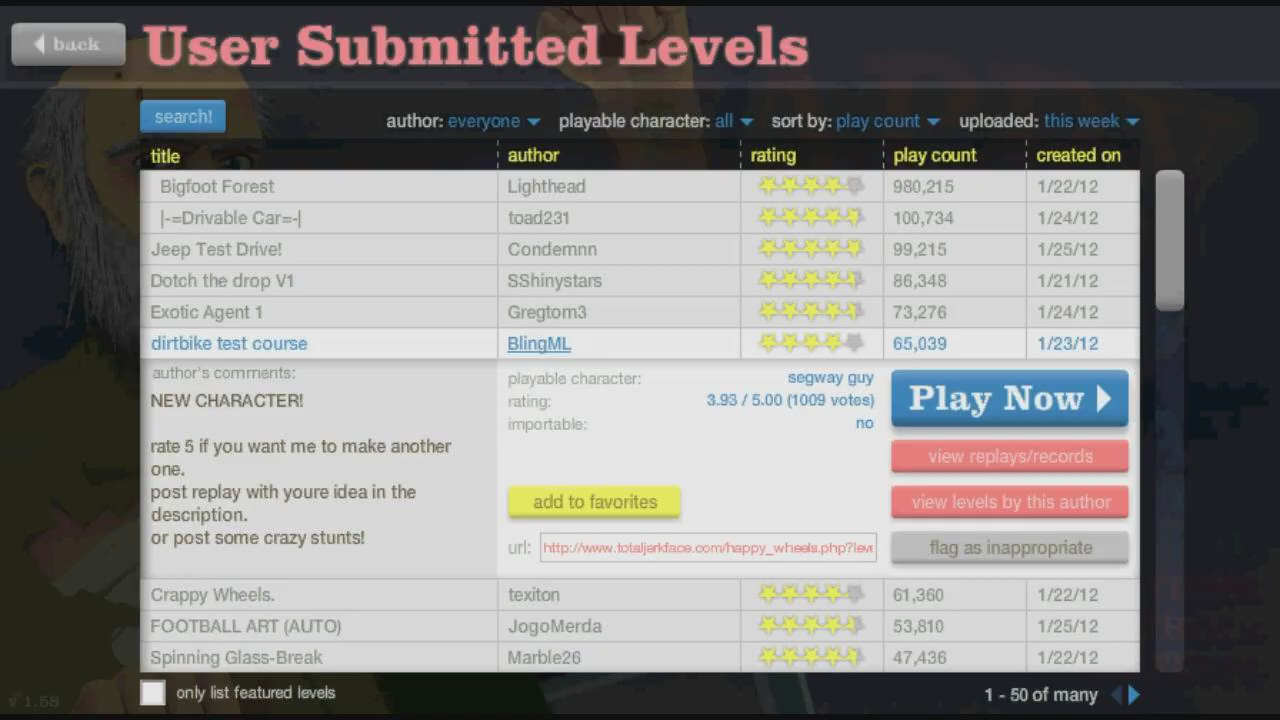 back
User Submitted Levels
search!
author: everyone playable character: all sort by: play count uploaded: this week
title author rating play count created on
Bigfoot Forest Lighthead 980,215 1/22/12
|-=Drivable Car=-| toad231 100,734 1/24/12
Jeep Test Drive! Condemnn 99,215 1/25/12
Dotch the drop V1 SShinystars 86,348 1/21/12
Exotic Agent 1 Gregtom3 73,276 1/24/12
dirtbike test course BlingML 65,039 1/23/12
author's comments:
NEW CHARACTER!
rate 5 if you want me to make another
one.
post replay with youre idea in the
description.
or post some crazy stunts!
playable character: segway guy
rating: 3.93 / 5.00 (1009 votes)
importable: no
add to favorites
url: http://www.totaljerkface.com/happy_wheels.php?leve
Play Now
view replays/records
view levels by this author
flag as inappropriate
Crappy Wheels. texiton 61,360 1/22/12
FOOTBALL ART (AUTO) JogoMerda 53,810 1/25/12
Spinning Glass-Break Marble26 47,436 1/22/12
only list featured levels
1 - 50 of many
v 1.58